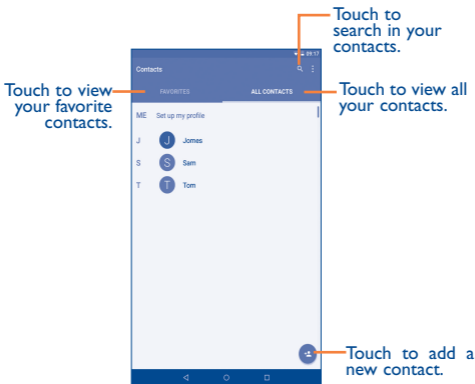 Touch to
search in your
contacts.
09:17
Contacts
Touch to view
your favorite
contacts.
FAVORITES
ALL CONTACTS
Touch to view all
your contacts.
ME Set up my profile
J J Jomes
S S Sam
T T Tom
Touch to add a
new contact.